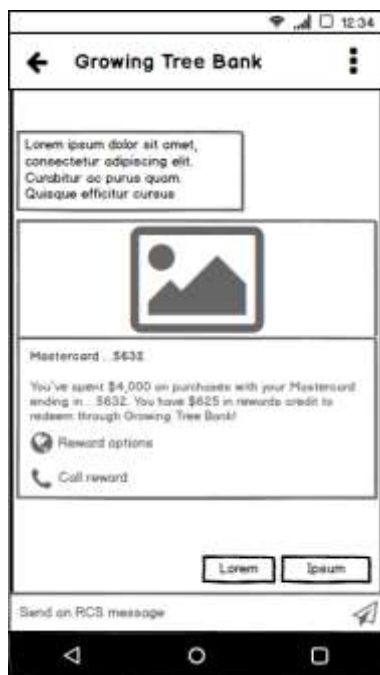 12:34
Growing Tree Bank
Lorem ipsum dolor sit amet,
consectetur adipiscing elit.
Curabitur ac purus quam
Quisque efficitur cursus
Mastercard ...5632
You've spent $4,000 on purchases with your Mastercard
ending in ...5632. You have $625 in rewards credit to
redeem through Growing Tree Bank!
Reward options
Call reward
Lorem
Ipsum
Send an RCS message